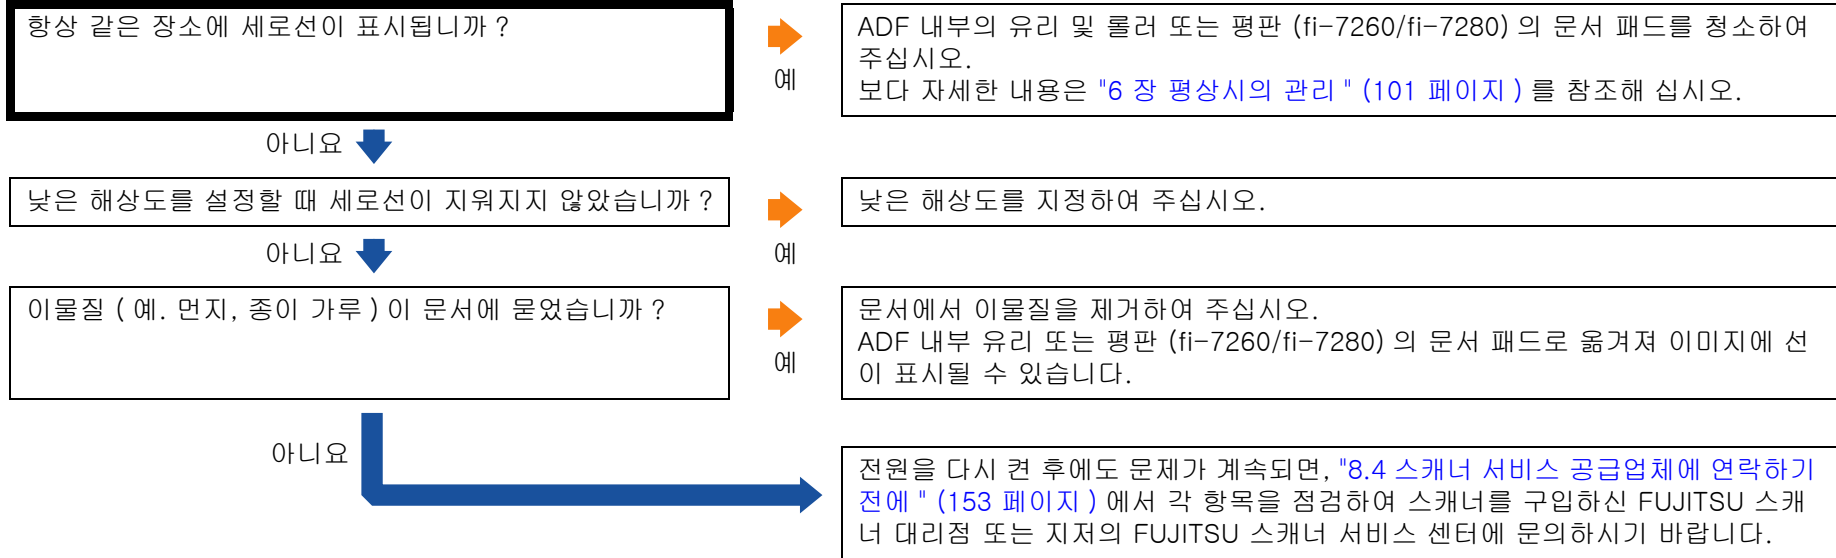 항상 같은 장소에 세로선이 표시됩니까 ?
예
ADF 내부의 유리 및 롤러 또는 평판 (fi-7260/fi-7280) 의 문서 패드를 청소하여
주십시오.
보다 자세한 내용은 "6 장 평상시의 관리 " (101 페이지 ) 를 참조해 십시오.
아니요
낮은 해상도를 설정할 때 세로선이 지워지지 않았습니까 ?
예
낮은 해상도를 지정하여 주십시오.
아니요
이물질 ( 예. 먼지, 종이 가루 ) 이 문서에 묻었습니까 ?
예
문서에서 이물질을 제거하여 주십시오.
ADF 내부 유리 또는 평판 (fi-7260/fi-7280) 의 문서 패드로 옮겨져 이미지에 선
이 표시될 수 있습니다.
아니요
전원을 다시 켠 후에도 문제가 계속되면, "8.4 스캐너 서비스 공급업체에 연락하기
전에 " (153 페이지 ) 에서 각 항목을 점검하여 스캐너를 구입하신 FUJITSU 스캐
너 대리점 또는 지저의 FUJITSU 스캐너 서비스 센터에 문의하시기 바랍니다.